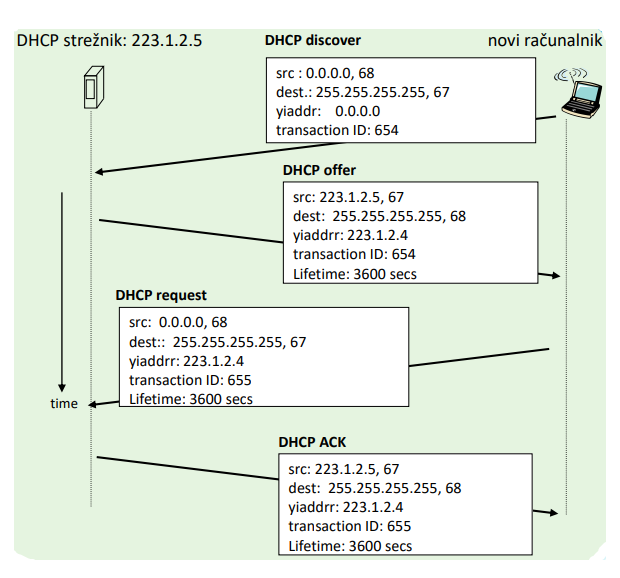 DHCP strežnik: 223.1.2.5
DHCP discover
novi računalnik
src : 0.0.0.0, 68
dest.: 255.255.255.255, 67
yiaddr: 0.0.0.0
transaction ID: 654
DHCP offer
src: 223.1.2.5, 67
dest: 255.255.255.255, 68
yiaddrr: 223.1.2.4
transaction ID: 654
Lifetime: 3600 secs
DHCP request
src: 0.0.0.0, 68
dest:: 255.255.255.255, 67
yiaddrr: 223.1.2.4
transaction ID: 655
Lifetime: 3600 secs
time
DHCP ACK
src: 223.1.2.5, 67
dest: 255.255.255.255, 68
yiaddrr: 223.1.2.4
transaction ID: 655
Lifetime: 3600 secs